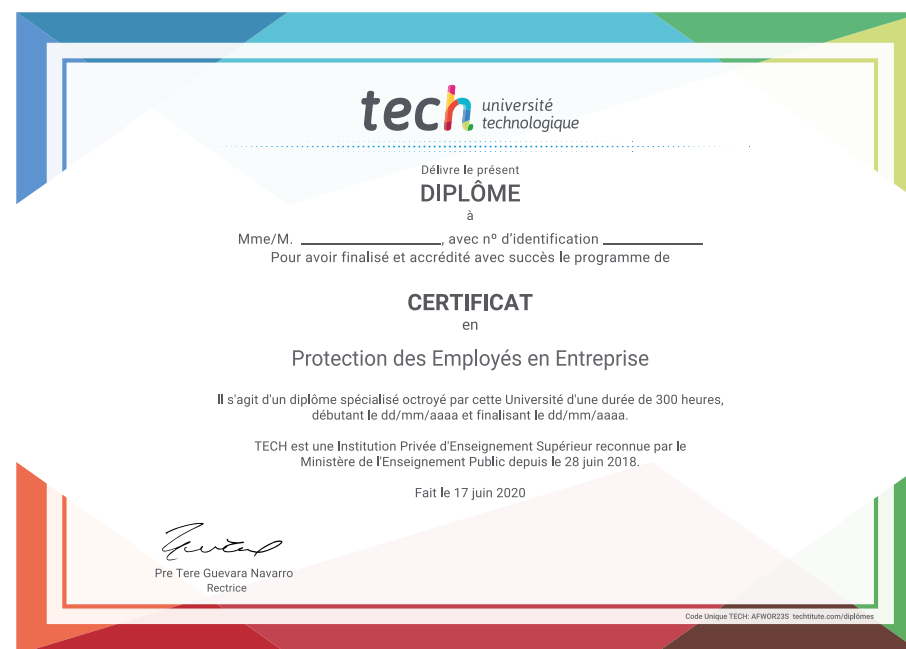 tech université
technologique
Délivre le présent
DIPLÔME
à
Mme/M. ____________________, avec nº d'identification ______________
Pour avoir finalisé et accrédité avec succès le programme de
CERTIFICAT
en
Protection des Employés en Entreprise
Il s'agit d'un diplôme spécialisé octroyé par cette Université d'une durée de 300 heures,
débutant le dd/mm/aaaa et finalisant le dd/mm/aaaa.
TECH est une Institution Privée d'Enseignement Supérieur reconnue par le
Ministère de l'Enseignement Public depuis le 28 juin 2018.
Fait le 17 juin 2020
Pre Tere Guevara Navarro
Rectrice
Code Unique TECH: AFWOR23S techtitute.com/diplômes